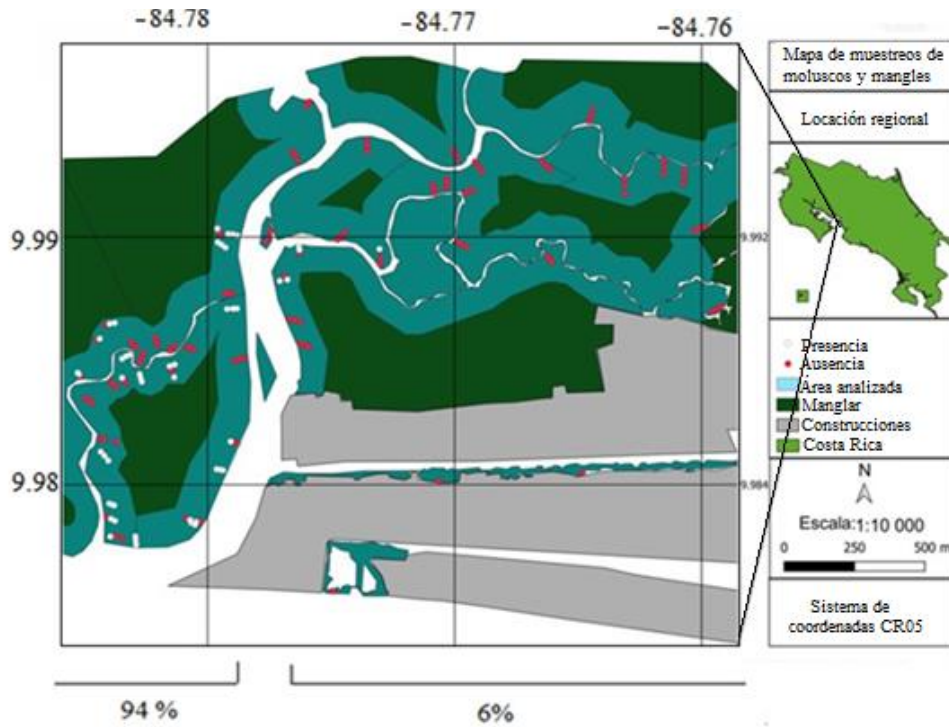 −84.78
−84.77
−84.76
Mapa de muestreos de
moluscos y mangles
Locación regional
9.99
9.992
Presencia
Ausencia
Área analizada
Manglar
Construcciones
Costa Rica
9.98
9.984
N
Escala:1:10 000
0 250 500 m
Sistema de
coordenadas CR05
94 %
6%